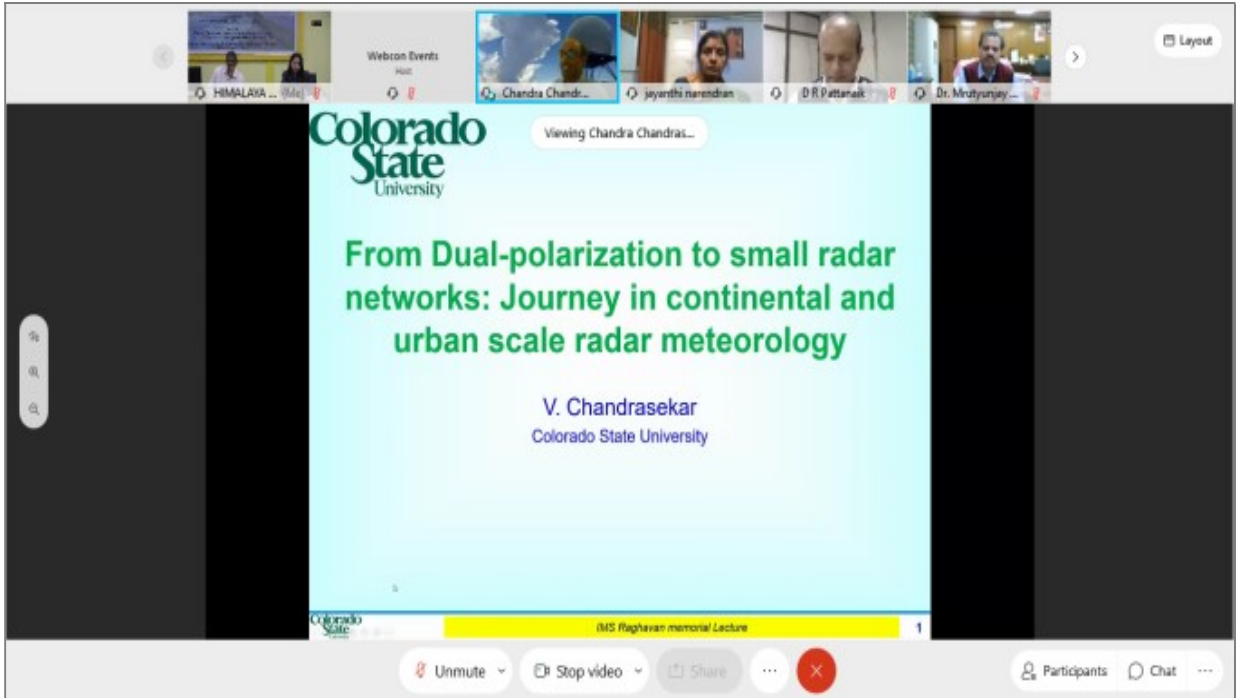 Layout
Webcon Events
Host
HIMALAYA ... (Me)
Chandra Chandr...
jayanthi narendran
D R Pattanaik
Dr. Mrutyunjay ...
Viewing Chandra Chandras...
Colorado
State
University
From Dual-polarization to small radar
networks: Journey in continental and
urban scale radar meteorology
V. Chandrasekar
Colorado State University
Colorado
State
IMS Raghavan memorial Lecture
1
Unmute
Stop video
Share
Participants
Chat